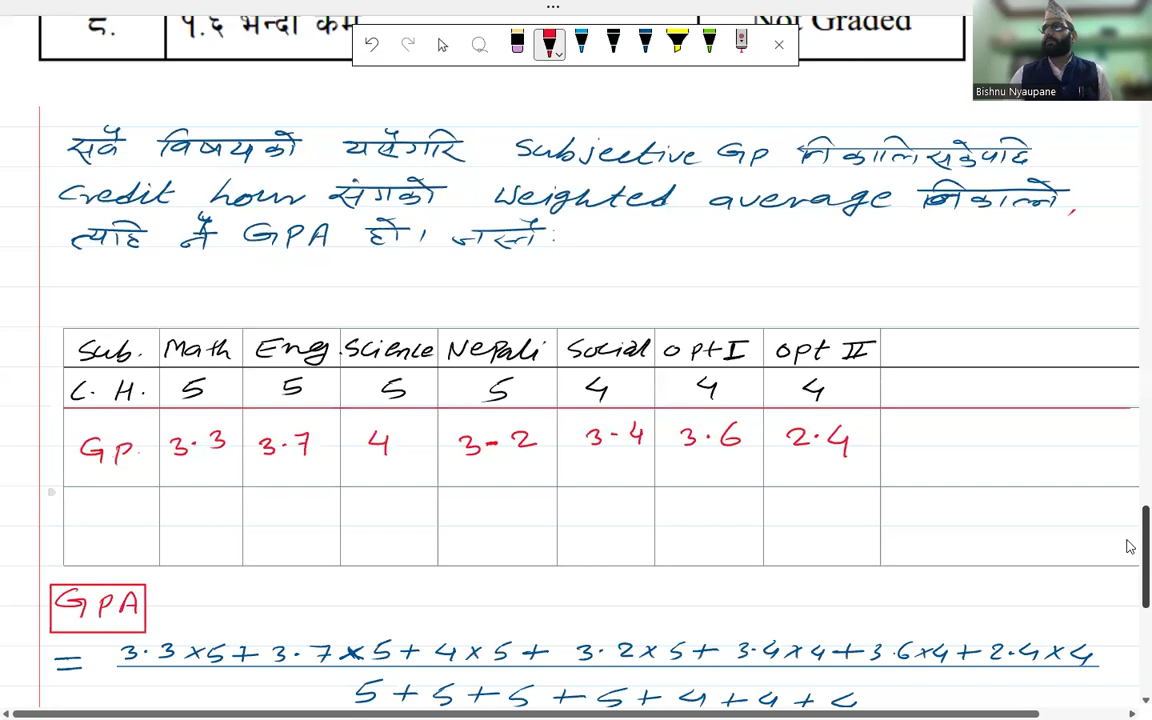 ८.	१.६ भन्दा कम	Not Graded
Bishnu Nyaupane
सवै विषयको यसैगरि Subjective GP निकालि सकेपछि
Credit hour संगको Weighted average निकाल्ने,
त्यहि नै GPA हो। जस्तै:
Sub.	Math	Eng.	Science	Nepali	Social	opt I	opt II
C. H.	5	5	5	5	4	4	4
GP.	3.3	3.7	4	3-2	3-4	3.6	2.4
GPA
= 3.3 ×5+ 3.7 ×5+ 4×5+ 3.2×5+ 3.4×4+3.6×4+2.4×4
5+5+5+5+4+4+4